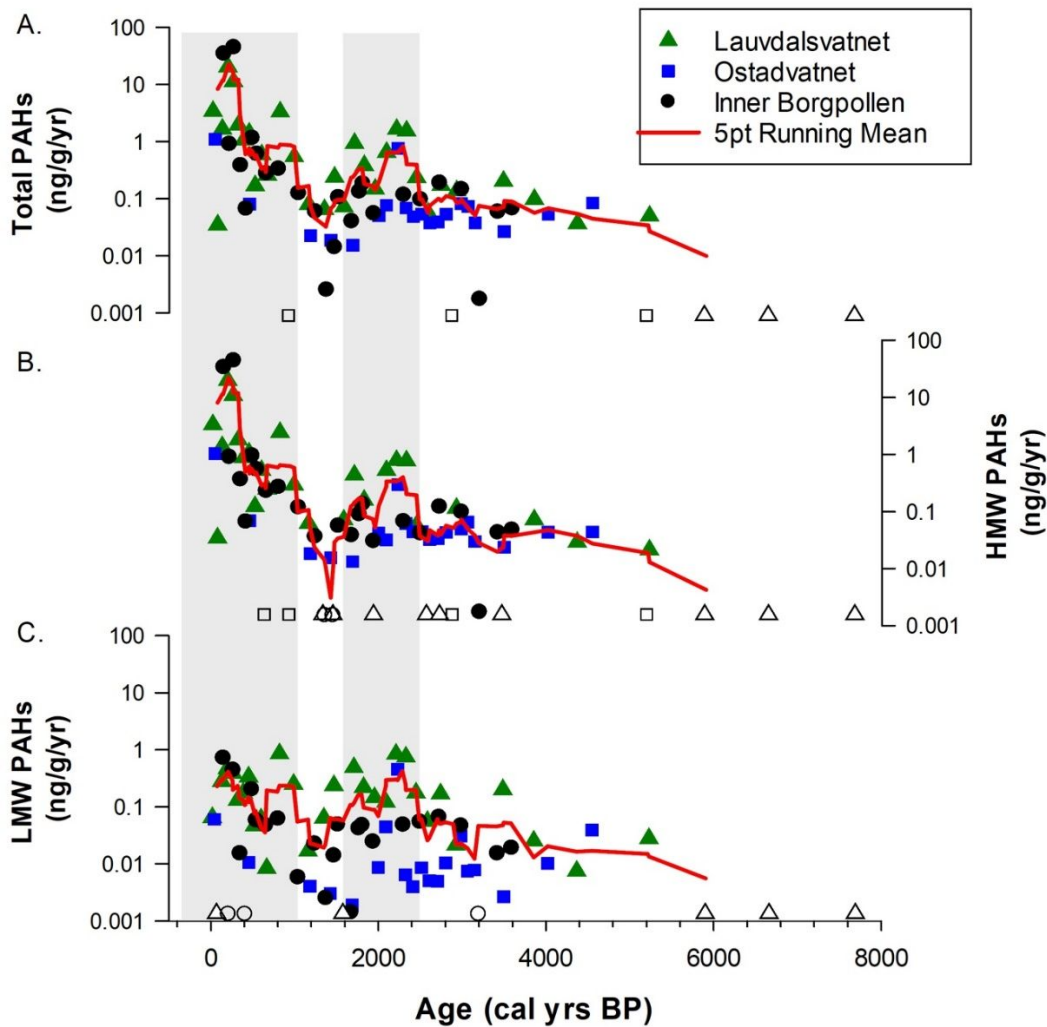 A.
100
10
1
0.1
0.01
0.001
Total PAHs
(ng/g/yr)
Lauvdalsvatnet
Ostadvatnet
Inner Borgpollen
5pt Running Mean
B.
100
10
1
0.1
0.01
0.001
HMW PAHs
(ng/g/yr)
C.
100
10
1
0.1
0.01
0.001
LMW PAHs
(ng/g/yr)
0 2000 4000 6000 8000
Age (cal yrs BP)